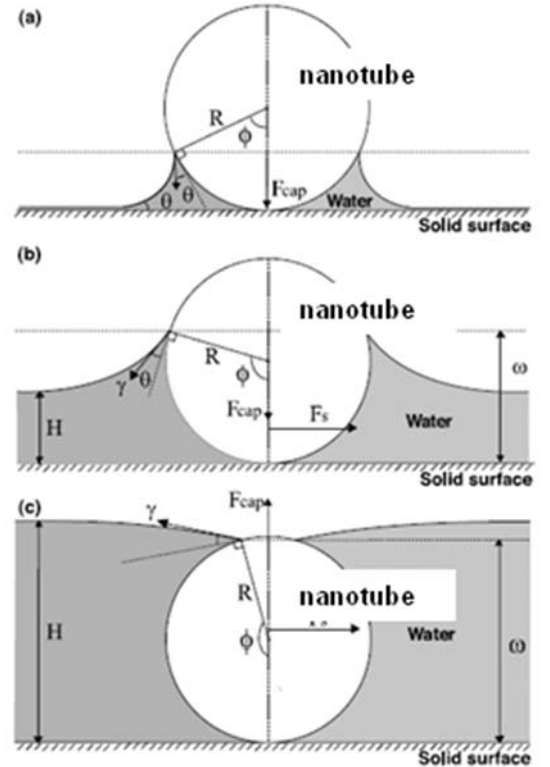 (a)
nanotube
R
ϕ
θ θ
Fcap
Water
Solid surface
(b)
nanotube
R
ϕ
γ θ
ω
H
Fcap
Fs
Water
Solid surface
(c)
Fcap
γ
R
nanotube
H
ϕ
Water
ω
Solid surface